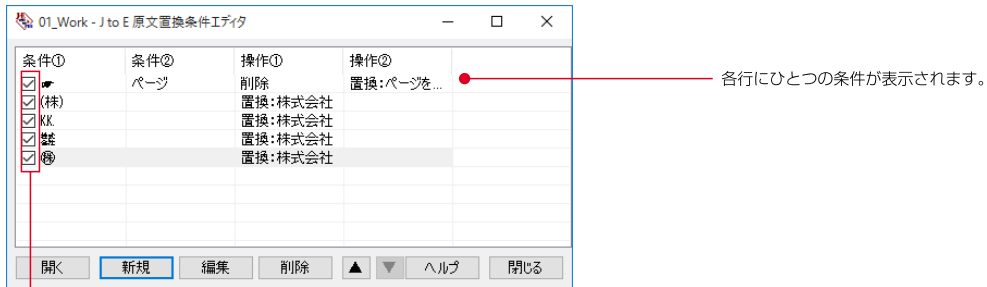 01_Work - J to E 原文置換条件エディタ
条件① 条件② 操作① 操作②
☛ ページ 削除 置換：ページを...
(株) 置換：株式会社
K.K. 置換：株式会社
㍿ 置換：株式会社
㊑ 置換：株式会社
各行にひとつの条件が表示されます。
開く 新規 編集 削除 ▲ ▼ ヘルプ 閉じる